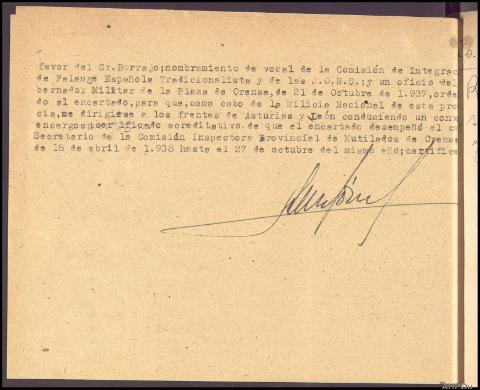 favor del Sr.Borrajo;nombramiento de vocal de la Comisión de Integrac
de Falange Española Tradicionalista y de las J.O.N.S.;y un oficio del
bernador Militar de la Plaza de Orense,de 21 de Octubre de 1.937,orde
do al encartado,para que,como cabo de la Milicia Nacional de esta pro
cia,me dirigiese a los frentes de Asturias y León conduciendo un conv
encargos; certificado acreditativo de que el encartado desempeñó el ca
Secretario de la Comisión Inspectora Provincial de Mutilados de Orense
de 18 de abril de 1.938 hasta el 27 de octubre del mismo año;certifico